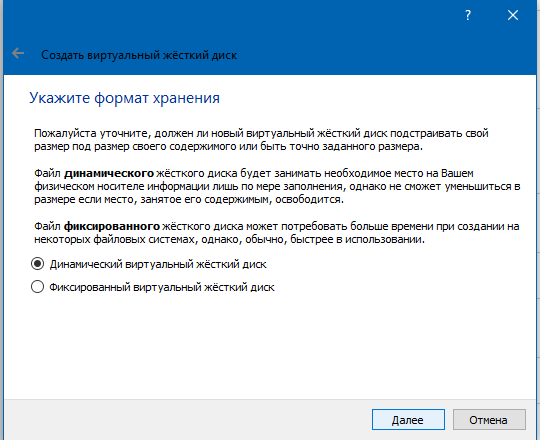 ?
Создать виртуальный жёсткий диск
Укажите формат хранения
Пожалуйста уточните, должен ли новый виртуальный жёсткий диск подстраивать свой
размер под размер своего содержимого или быть точно заданного размера.
Файл динамического жёсткого диска будет занимать необходимое место на Вашем
физическом носителе информации лишь по мере заполнения, однако не сможет уменьшиться в
размере если место, занятое его содержимым, освободится.
Файл фиксированного жёсткого диска может потребовать больше времени при создании на
некоторых файловых системах, однако, обычно, быстрее в использовании.
Динамический виртуальный жёсткий диск
Фиксированный виртуальный жёсткий диск
Далее
Отмена